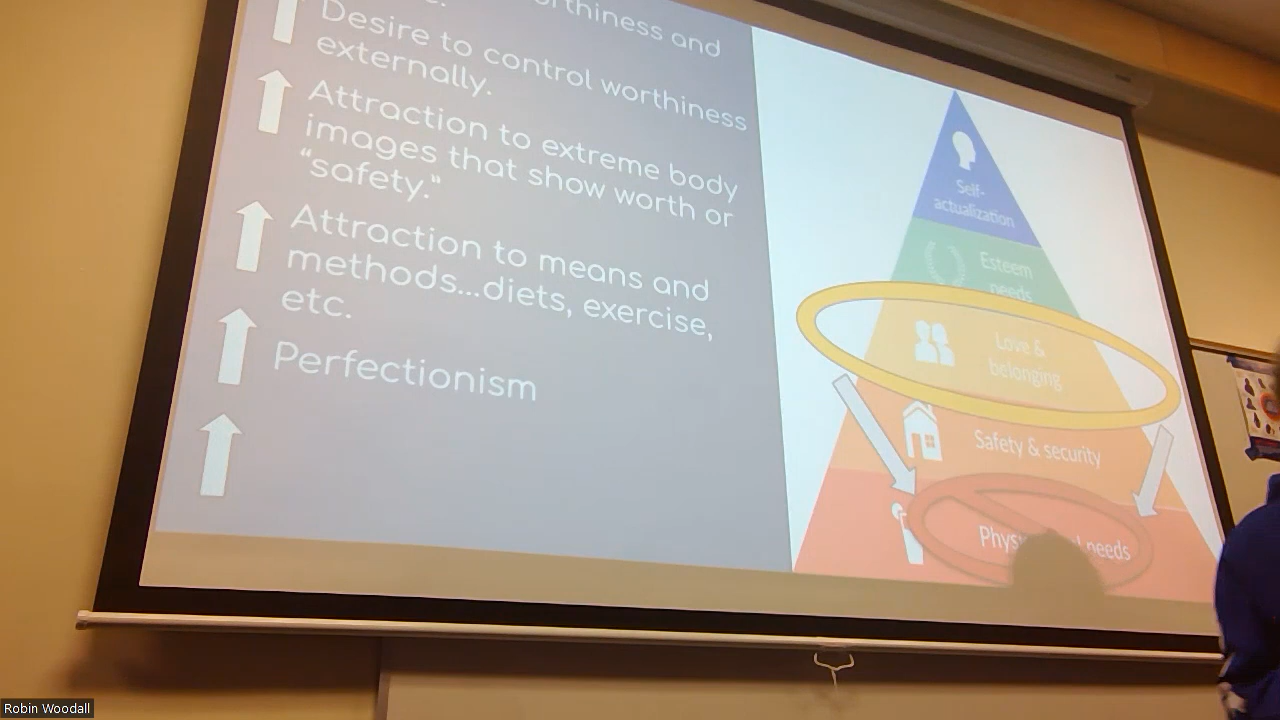 worthiness and
Desire to control worthiness
externally.
Attraction to extreme body
images that show worth or
“safety.”
Attraction to means and
methods...diets, exercise,
etc.
Perfectionism
Self-
actualization
Esteem
needs
Love &
belonging
Safety & security
needs
Robin Woodall